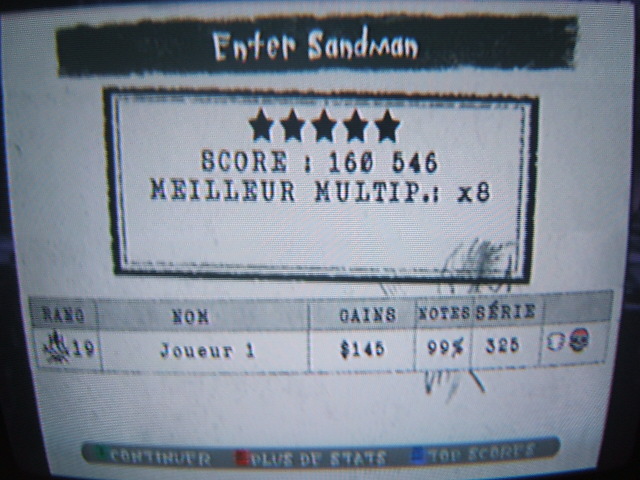 Enter Sandman
SCORE : 160 546
MEILLEUR MULTIP.: x8
RANG NOM GAINS NOTES SÉRIE
19 Joueur 1 $145 99% 325
CONTINUER PLUS DE STATS TOP SCORES